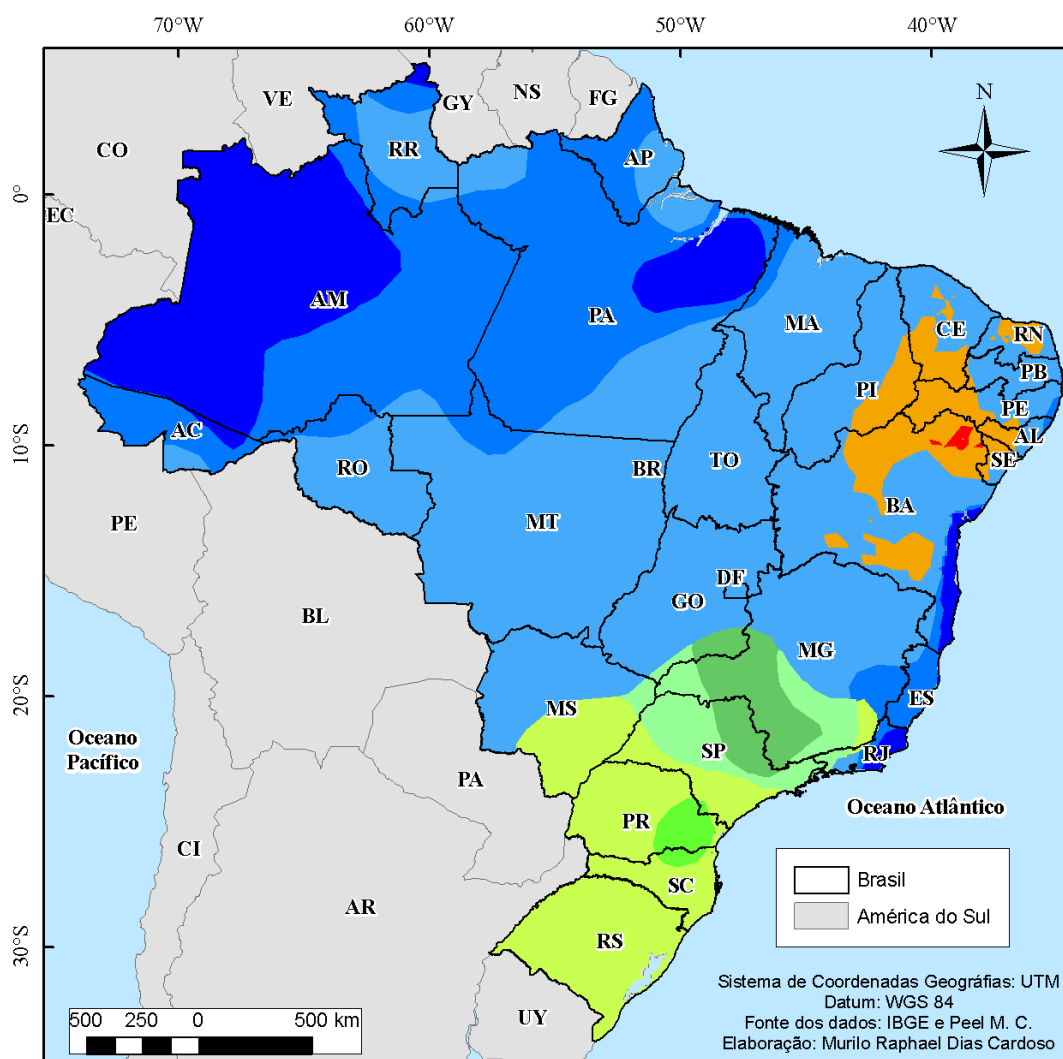 70°W 60°W 50°W 40°W
N
VE
GY
NS
FG
CO
RR
AP
0°
EC
AM
PA
MA
CE
RN
PB
PI
PE
AC
AL
10°S
RO
TO
BR
SE
BA
PE
MT
DF
BL
GO
MG
20°S
MS
ES
SP
RJ
Oceano
Pacífico
PA
Oceano Atlântico
PR
CI
Brasil
SC
AR
América do Sul
RS
30°S
Sistema de Coordenadas Geográfias: UTM
Datum: WGS 84
Fonte dos dados: IBGE e Peel M. C.
Elaboração: Murilo Raphael Dias Cardoso
UY
500 250 0 500 km